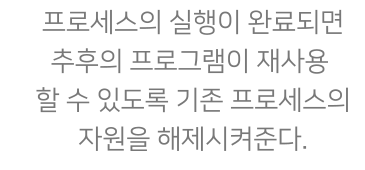 프로세스의 실행이 완료되면
추후의 프로그램이 재사용
할 수 있도록 기존 프로세스의
자원을 해제시켜준다.